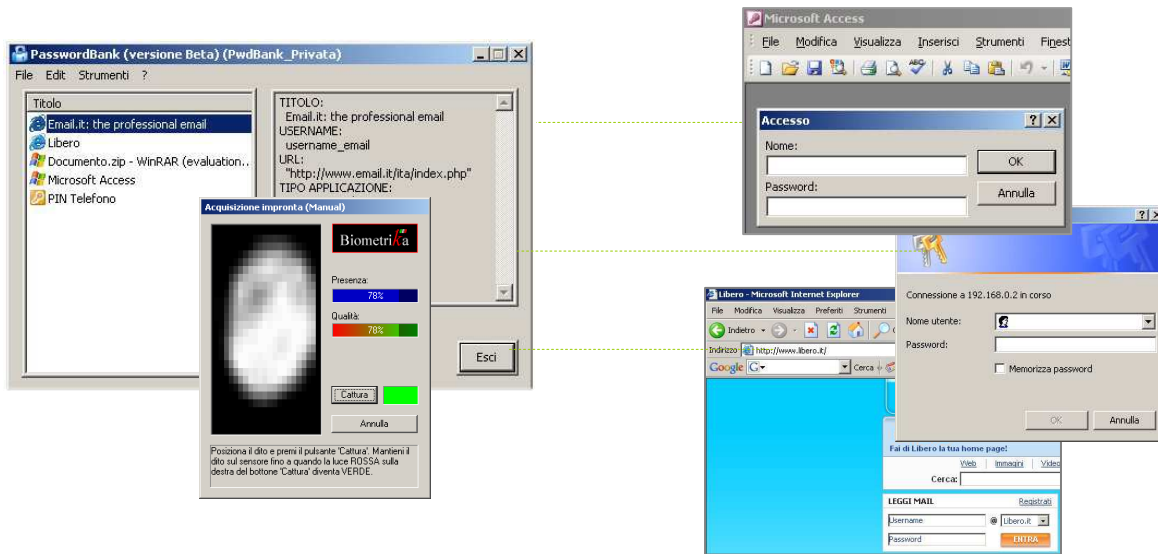 PasswordBank (versione Beta) (PwdBank_Privata)
File Edit Strumenti ?
Titolo
Email.it: the professional email
Libero
Documento.zip - WinRAR (evaluation..
Microsoft Access
PIN Telefono
TITOLO:
Email.it: the professional email
USERNAME:
username_email
URL:
"http://www.email.it/ita/index.php"
TIPO APPLICAZIONE:
Esci
Acquisizione impronta (Manual)
Biometrika
Presenza:
78%
Qualità:
78%
Cattura
Annulla
Posiziona il dito e premi il pulsante 'Cattura'. Mantieni il
dito sul sensore fino a quando la luce ROSSA sulla
destra del bottone 'Cattura' diventa VERDE.
Microsoft Access
File Modifica Visualizza Inserisci Strumenti Finest
Accesso
Nome:
OK
Password:
Annulla
Connessione a 192.168.0.2 in corso
Nome utente:
Password:
Memorizza password
OK Annulla
Libero - Microsoft Internet Explorer
File Modifica Visualizza Preferiti Strumenti
Indietro
Indirizzo http://www.libero.it/
Google G Cerca
Fai di Libero la tua home page!
Web Immagini Video
Cerca:
LEGGI MAIL Registrati
Username @ Libero.it
Password ENTRA